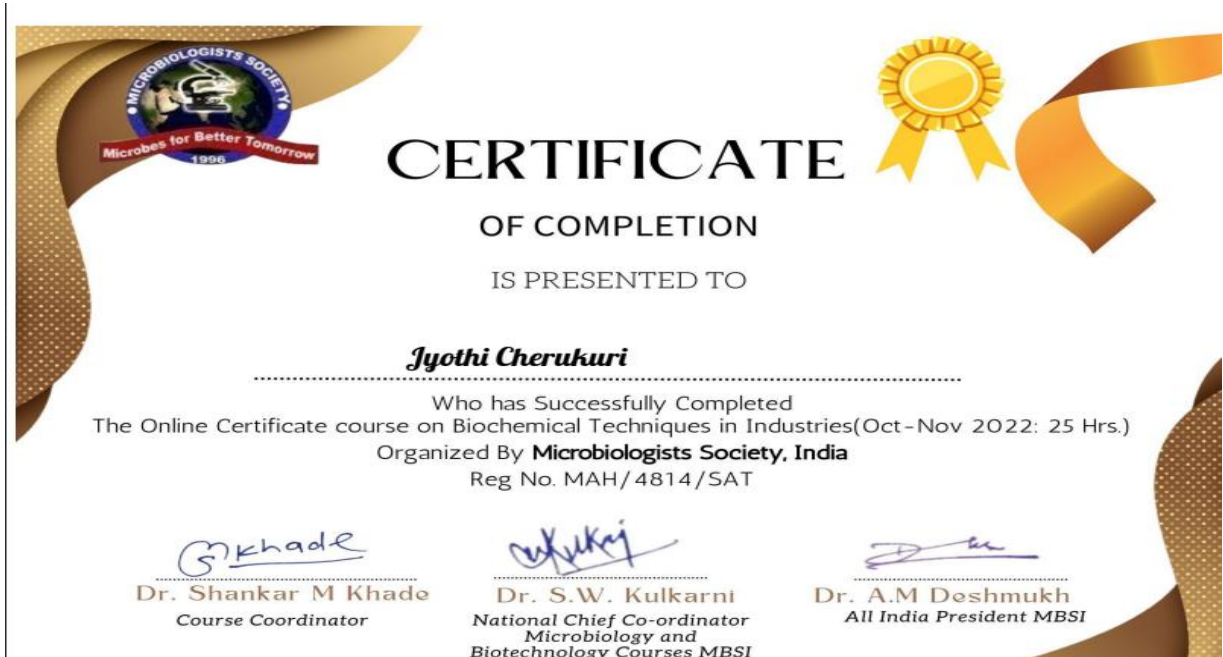 MICROBIOLOGISTS SOCIETY
Microbes for Better Tomorrow
1996
CERTIFICATE
OF COMPLETION
IS PRESENTED TO
Jyothi Cherukuri
Who has Successfully Completed
The Online Certificate course on Biochemical Techniques in Industries(Oct-Nov 2022: 25 Hrs.)
Organized By Microbiologists Society, India
Reg No. MAH/4814/SAT
Khade
Dr. Shankar M Khade
Course Coordinator
Dr. S.W. Kulkarni
National Chief Co-ordinator
Microbiology and
Biotechnology Courses MBSI
Dr. A.M Deshmukh
All India President MBSI